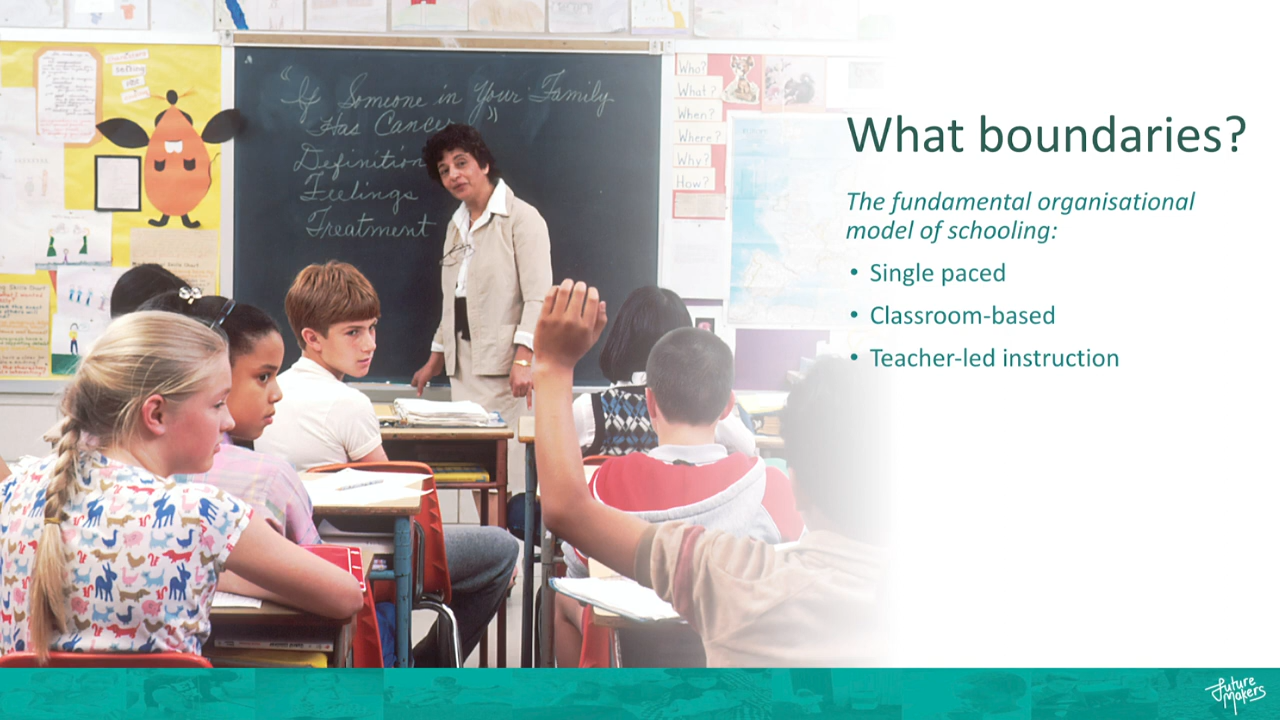 "If Someone in Your Family
Has Cancer"
Definition
Feelings
Treatment
Who?
What?
When?
Where?
Why?
How?
What boundaries?
The fundamental organisational
model of schooling:
• Single paced
• Classroom-based
• Teacher-led instruction
Future
Makers